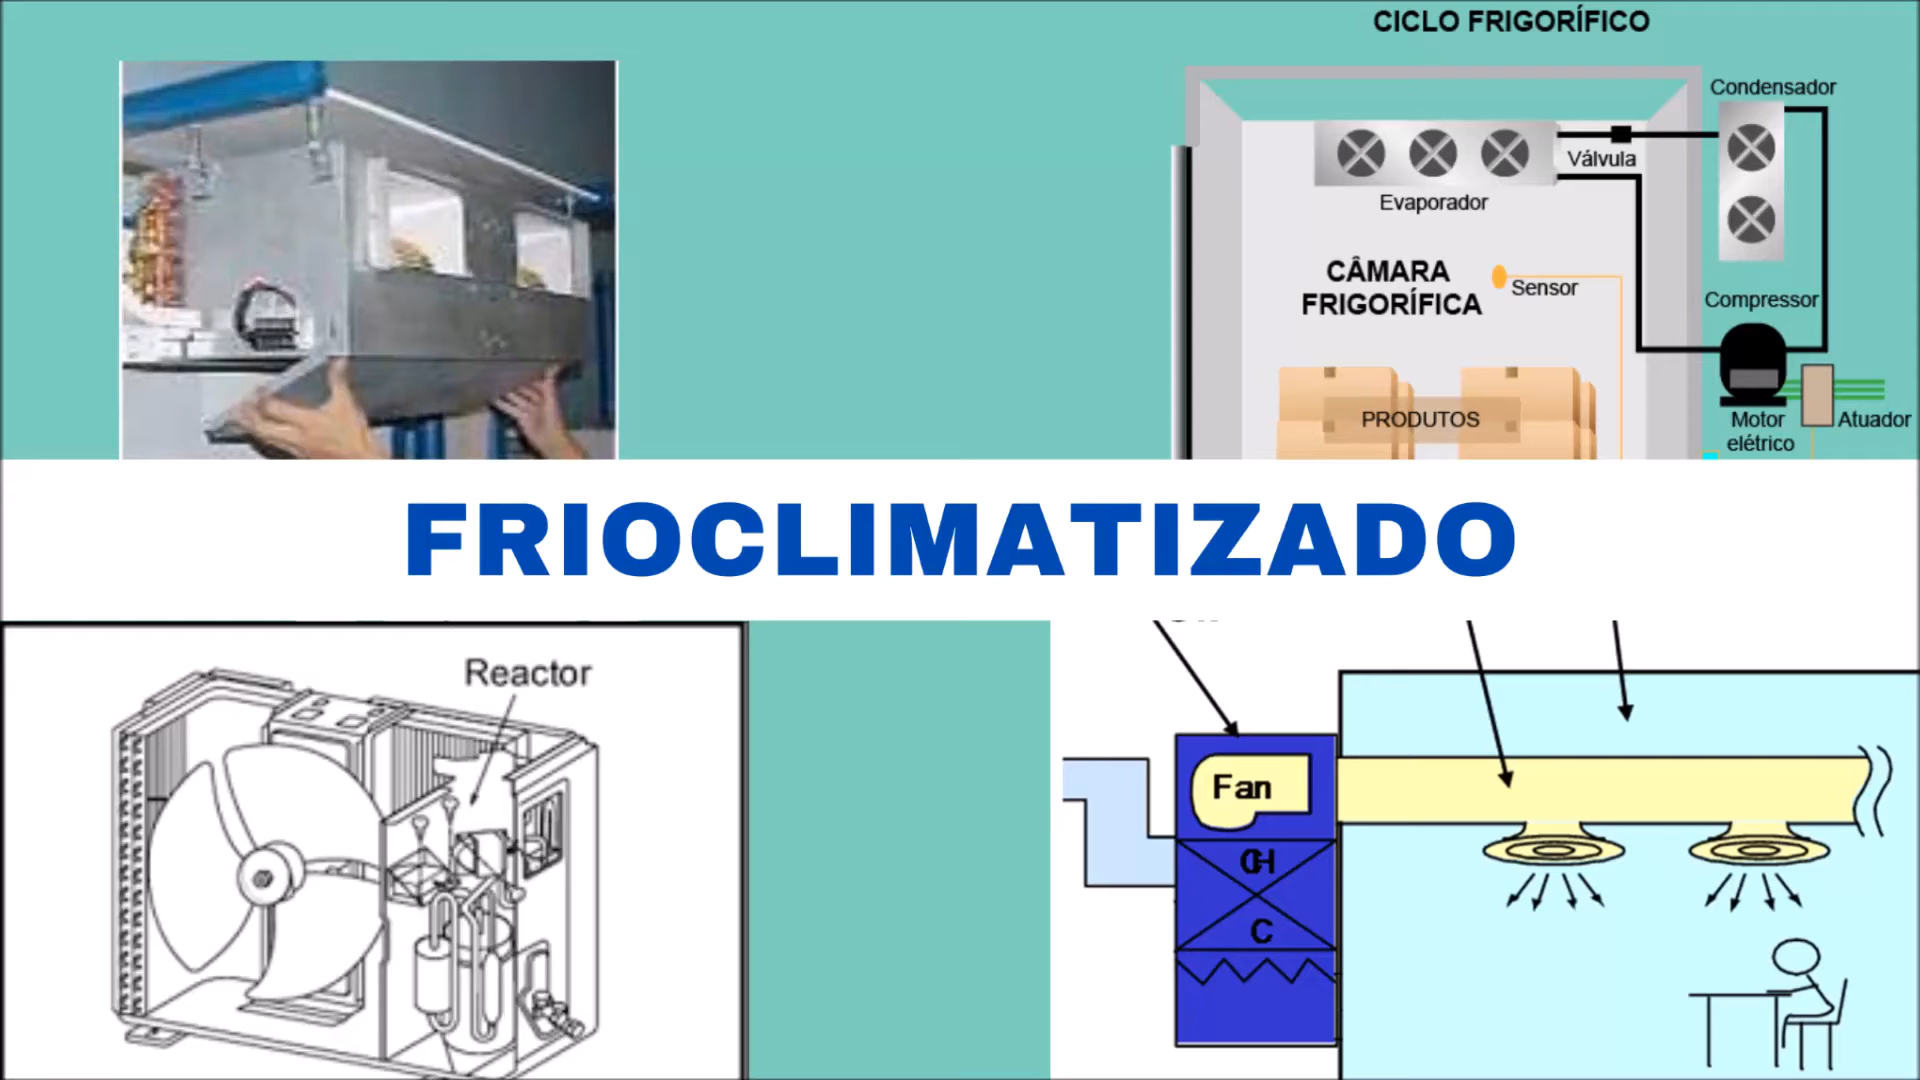 CICLO FRIGORÍFICO
Condensador
Válvula
Evaporador
CÂMARA
FRIGORÍFICA
Sensor
Compressor
PRODUTOS
Motor
elétrico
Atuador
FRIOCLIMATIZADO
Reactor
Fan
C